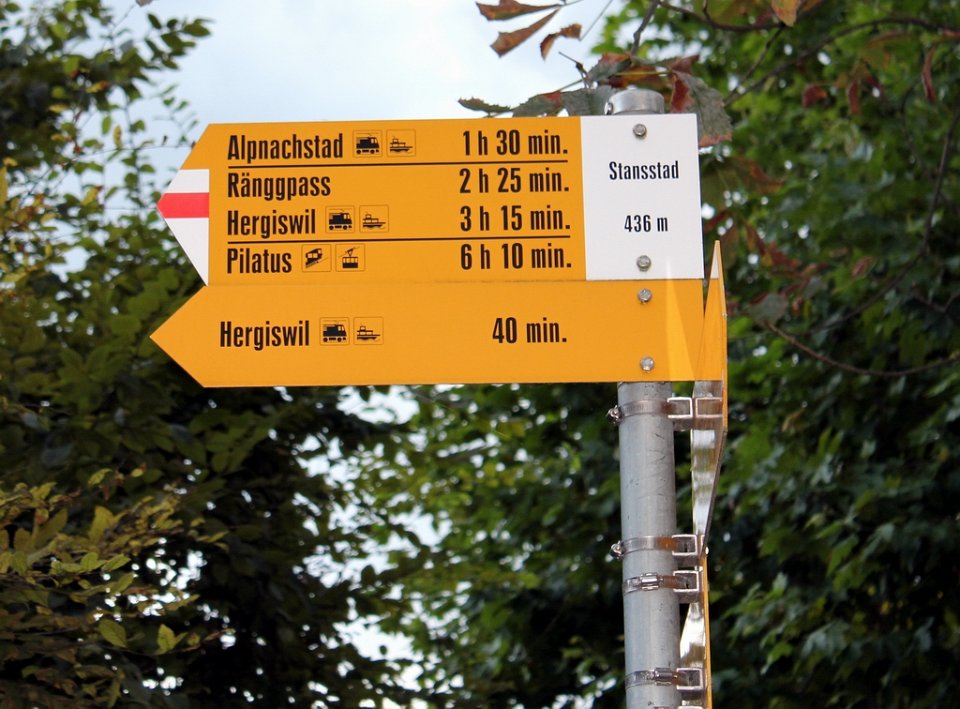 Alpnachstad 1 h 30 min.
Ränggpass 2 h 25 min.
Hergiswil 3 h 15 min.
Pilatus 6 h 10 min.
Stansstad
436 m
Hergiswil 40 min.